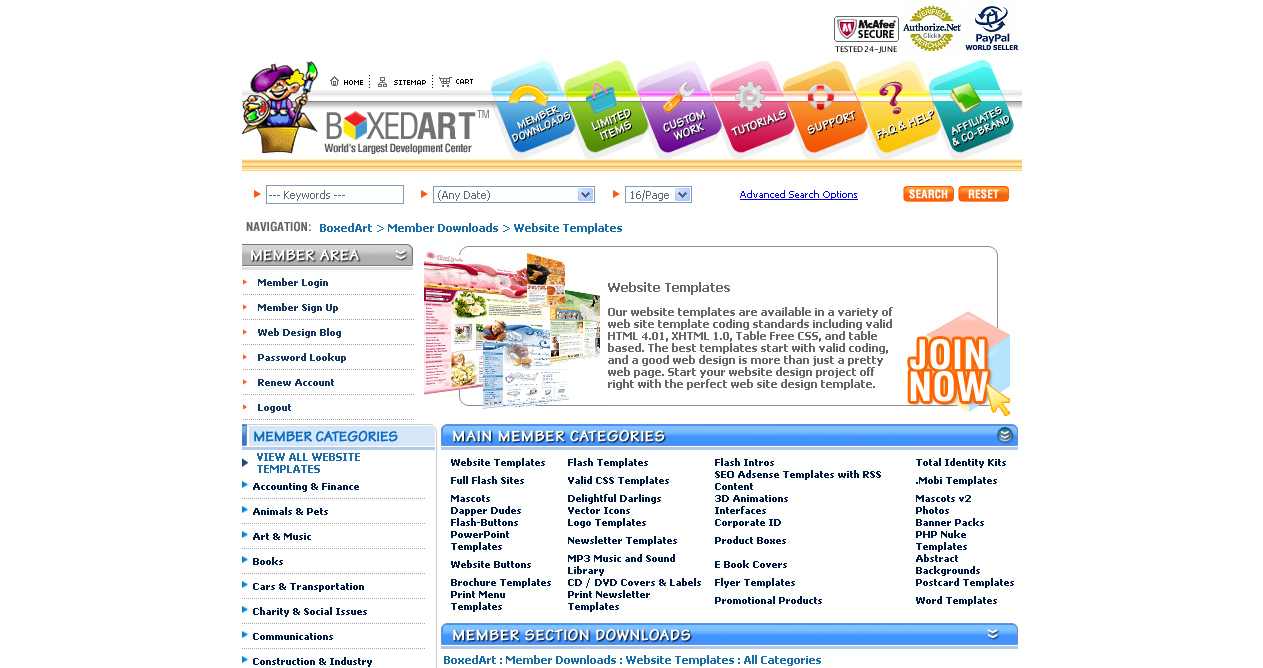 McAfee SECURE
TESTED 24-JUNE
VERIFIED
Authorize.Net
Click
MERCHANT
PayPal
WORLD SELLER
HOME
SITEMAP
CART
BOXEDART™
World's Largest Development Center
MEMBER DOWNLOADS
LIMITED ITEMS
CUSTOM WORK
TUTORIALS
SUPPORT
FAQ & HELP
AFFILIATES & CO-BRAND
--- Keywords ---
(Any Date)
16/Page
Advanced Search Options
SEARCH
RESET
NAVIGATION: BoxedArt > Member Downloads > Website Templates
MEMBER AREA
Member Login
Member Sign Up
Web Design Blog
Password Lookup
Renew Account
Logout
Website Templates
Our website templates are available in a variety of
web site template coding standards including valid
HTML 4.01, XHTML 1.0, Table Free CSS, and table
based. The best templates start with valid coding,
and a good web design is more than just a pretty
web page. Start your website design project off
right with the perfect web site design template.
JOIN
NOW
MEMBER CATEGORIES
VIEW ALL WEBSITE
TEMPLATES
Accounting & Finance
Animals & Pets
Art & Music
Books
Cars & Transportation
Charity & Social Issues
Communications
Construction & Industry
MAIN MEMBER CATEGORIES
Website Templates
Flash Templates
Flash Intros
Total Identity Kits
Full Flash Sites
Valid CSS Templates
SEO Adsense Templates with RSS
Content
.Mobi Templates
Mascots
Delightful Darlings
3D Animations
Mascots v2
Dapper Dudes
Vector Icons
Interfaces
Photos
Flash-Buttons
Logo Templates
Corporate ID
Banner Packs
PowerPoint
Templates
Newsletter Templates
Product Boxes
PHP Nuke
Templates
Website Buttons
MP3 Music and Sound
Library
E Book Covers
Abstract
Backgrounds
Brochure Templates
CD / DVD Covers & Labels
Flyer Templates
Postcard Templates
Print Menu
Templates
Print Newsletter
Templates
Promotional Products
Word Templates
MEMBER SECTION DOWNLOADS
BoxedArt : Member Downloads : Website Templates : All Categories